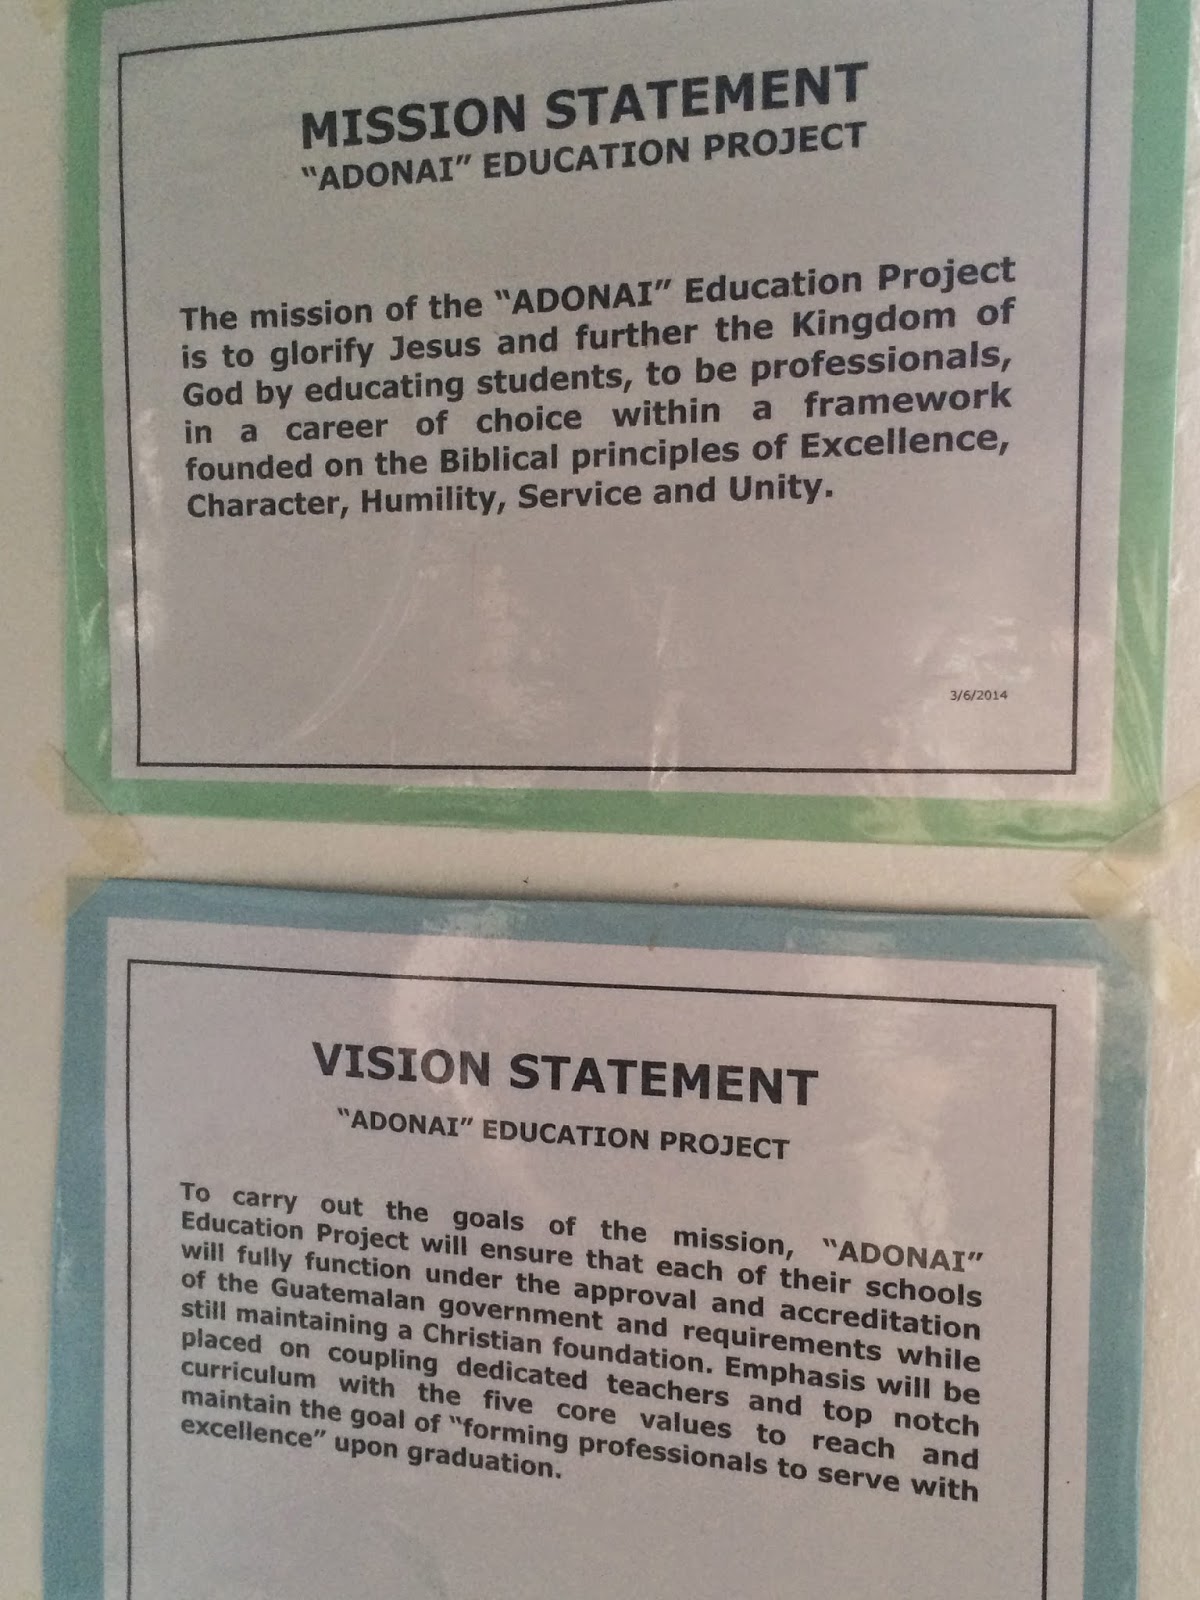 MISSION STATEMENT
“ADONAI” EDUCATION PROJECT
The mission of the “ADONAI” Education Project
is to glorify Jesus and further the Kingdom of
God by educating students, to be professionals,
in a career of choice within a framework
founded on the Biblical principles of Excellence,
Character, Humility, Service and Unity.
3/6/2014
VISION STATEMENT
“ADONAI” EDUCATION PROJECT
To carry out the goals of the mission, “ADONAI”
Education Project will ensure that each of their schools
will fully function under the approval and accreditation
of the Guatemalan government and requirements while
still maintaining a Christian foundation. Emphasis will be
placed on coupling dedicated teachers and top notch
curriculum with the five core values to reach and
maintain the goal of “forming professionals to serve with
excellence” upon graduation.